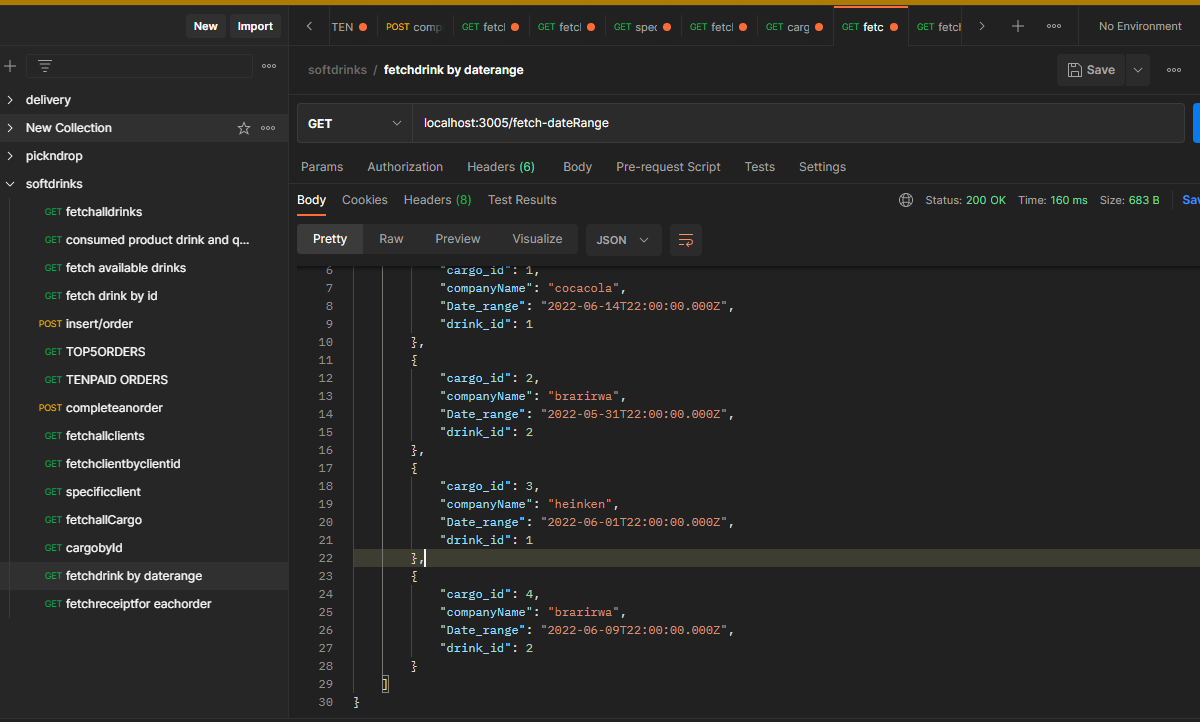 New Import
TEN POST comp GET fetcl GET fetcl GET spec GET fetcl GET carg GET fetc GET fetcl No Environment
softdrinks / fetchdrink by daterange Save
delivery
New Collection
pickndrop
softdrinks
GET fetchalldrinks
GET consumed product drink and q...
GET fetch available drinks
GET fetch drink by id
POST insert/order
GET TOP5ORDERS
GET TENPAID ORDERS
POST completeanorder
GET fetchallclients
GET fetchclientbyclientid
GET specificclient
GET fetchallCargo
GET cargobyId
GET fetchdrink by daterange
GET fetchreceiptfor eachorder
GET localhost:3005/fetch-dateRange
Params Authorization Headers (6) Body Pre-request Script Tests Settings
Body Cookies Headers (8) Test Results Status: 200 OK Time: 160 ms Size: 683 B Sav
Pretty Raw Preview Visualize JSON
6 "cargo_id": 1,
7 "companyName": "cocacola",
8 "Date_range": "2022-06-14T22:00:00.000Z",
9 "drink_id": 1
10 },
11 {
12 "cargo_id": 2,
13 "companyName": "brarirwa",
14 "Date_range": "2022-05-31T22:00:00.000Z",
15 "drink_id": 2
16 },
17 {
18 "cargo_id": 3,
19 "companyName": "heinken",
20 "Date_range": "2022-06-01T22:00:00.000Z",
21 "drink_id": 1
22 },
23 {
24 "cargo_id": 4,
25 "companyName": "brarirwa",
26 "Date_range": "2022-06-09T22:00:00.000Z",
27 "drink_id": 2
28 }
29 ]
30 }